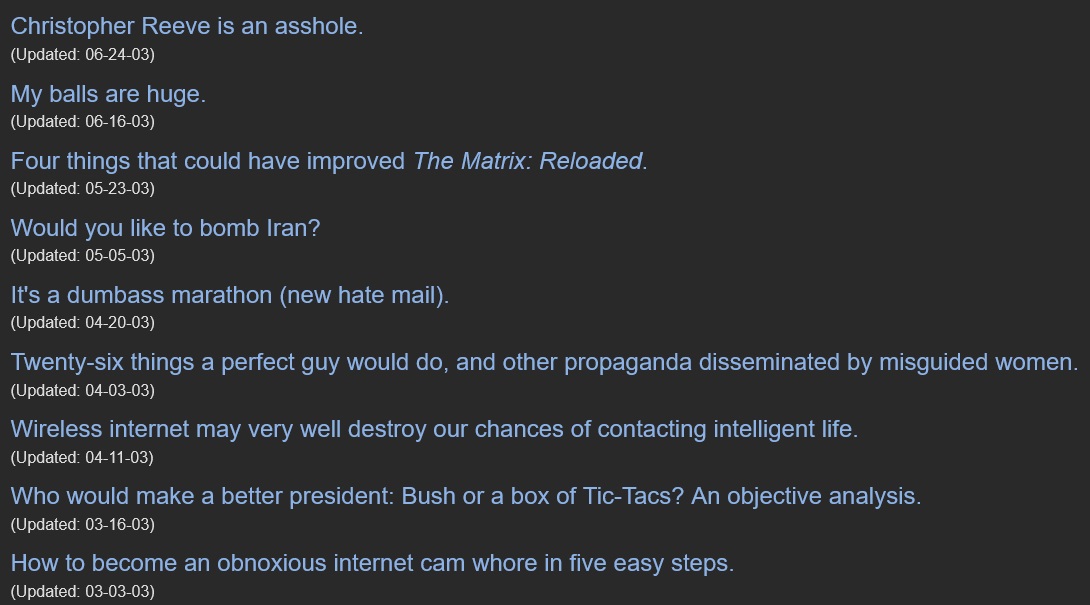 Christopher Reeve is an asshole.
(Updated: 06-24-03)
My balls are huge.
(Updated: 06-16-03)
Four things that could have improved The Matrix: Reloaded.
(Updated: 05-23-03)
Would you like to bomb Iran?
(Updated: 05-05-03)
It's a dumbass marathon (new hate mail).
(Updated: 04-20-03)
Twenty-six things a perfect guy would do, and other propaganda disseminated by misguided women.
(Updated: 04-03-03)
Wireless internet may very well destroy our chances of contacting intelligent life.
(Updated: 04-11-03)
Who would make a better president: Bush or a box of Tic-Tacs? An objective analysis.
(Updated: 03-16-03)
How to become an obnoxious internet cam whore in five easy steps.
(Updated: 03-03-03)